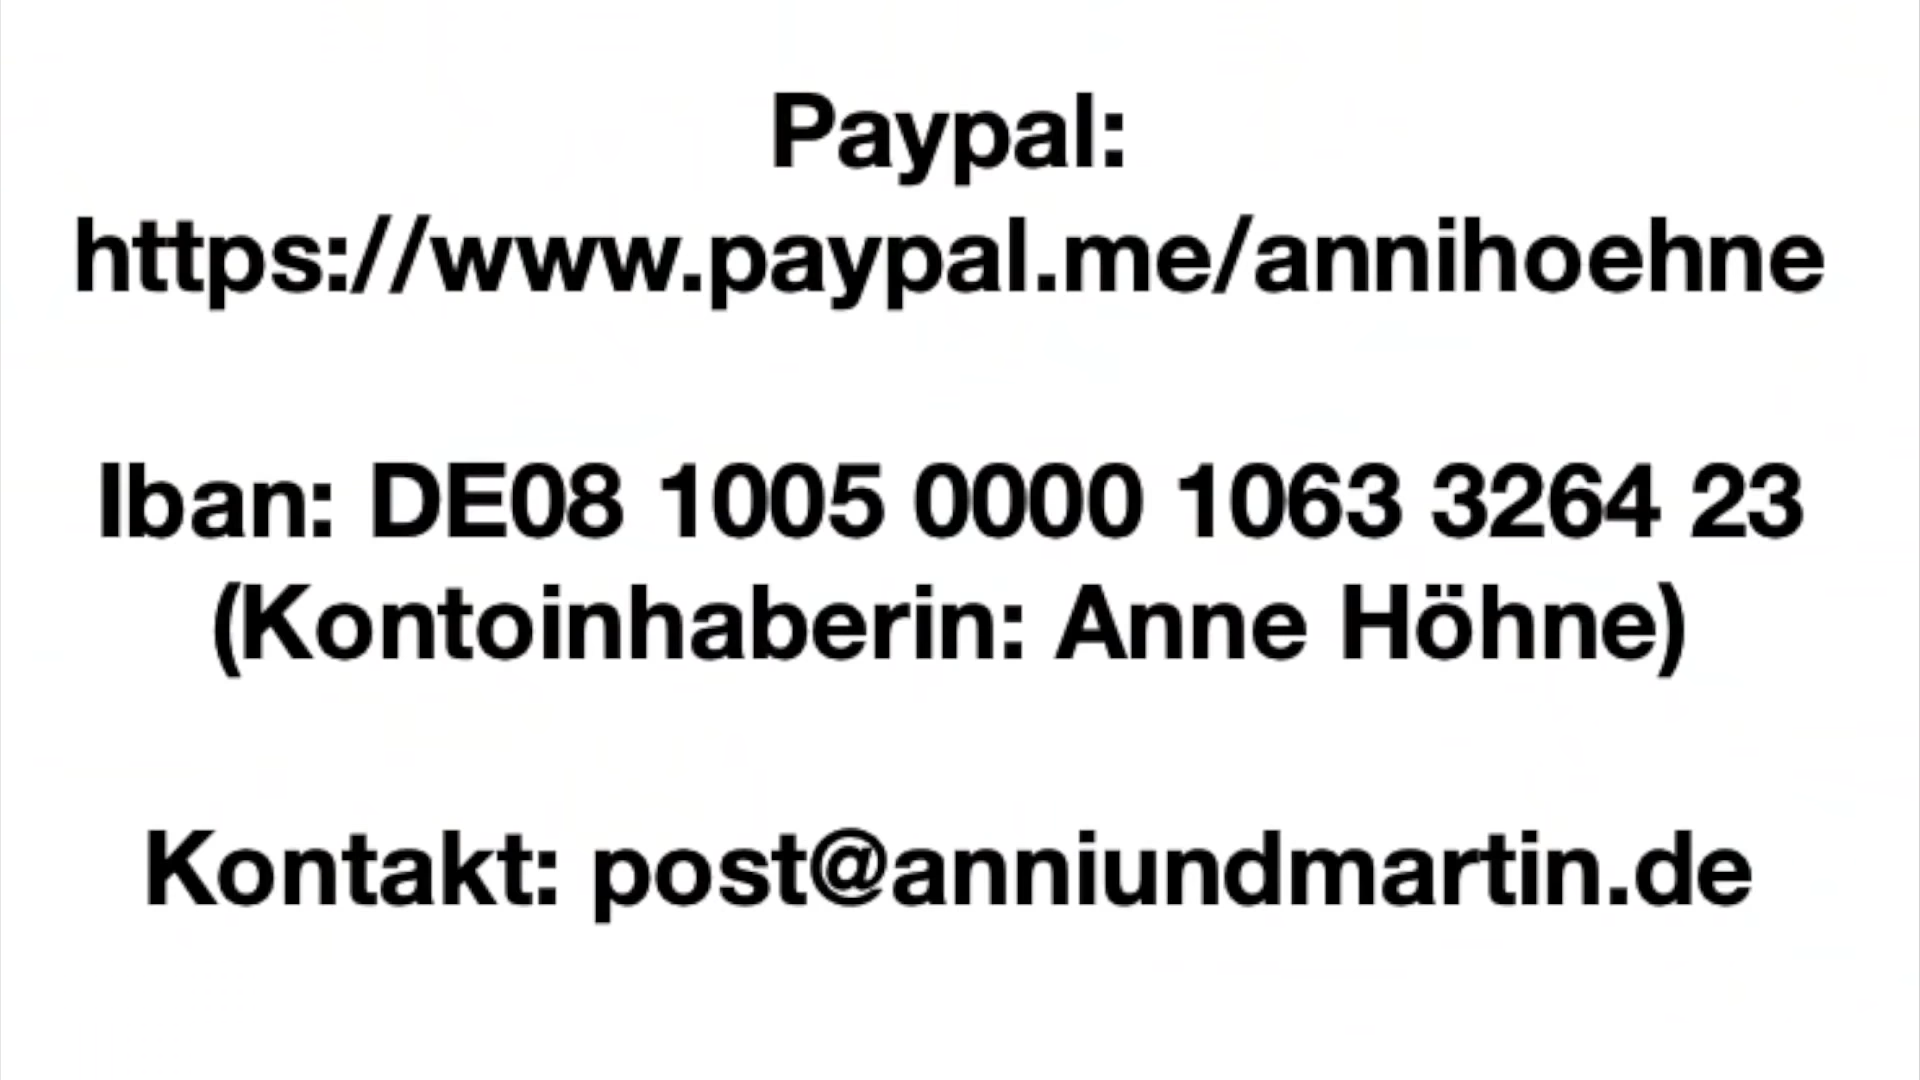 Paypal:
https://www.paypal.me/annihoehne
Iban: DE08 1005 0000 1063 3264 23
(Kontoinhaberin: Anne Höhne)
Kontakt: post@anniundmartin.de